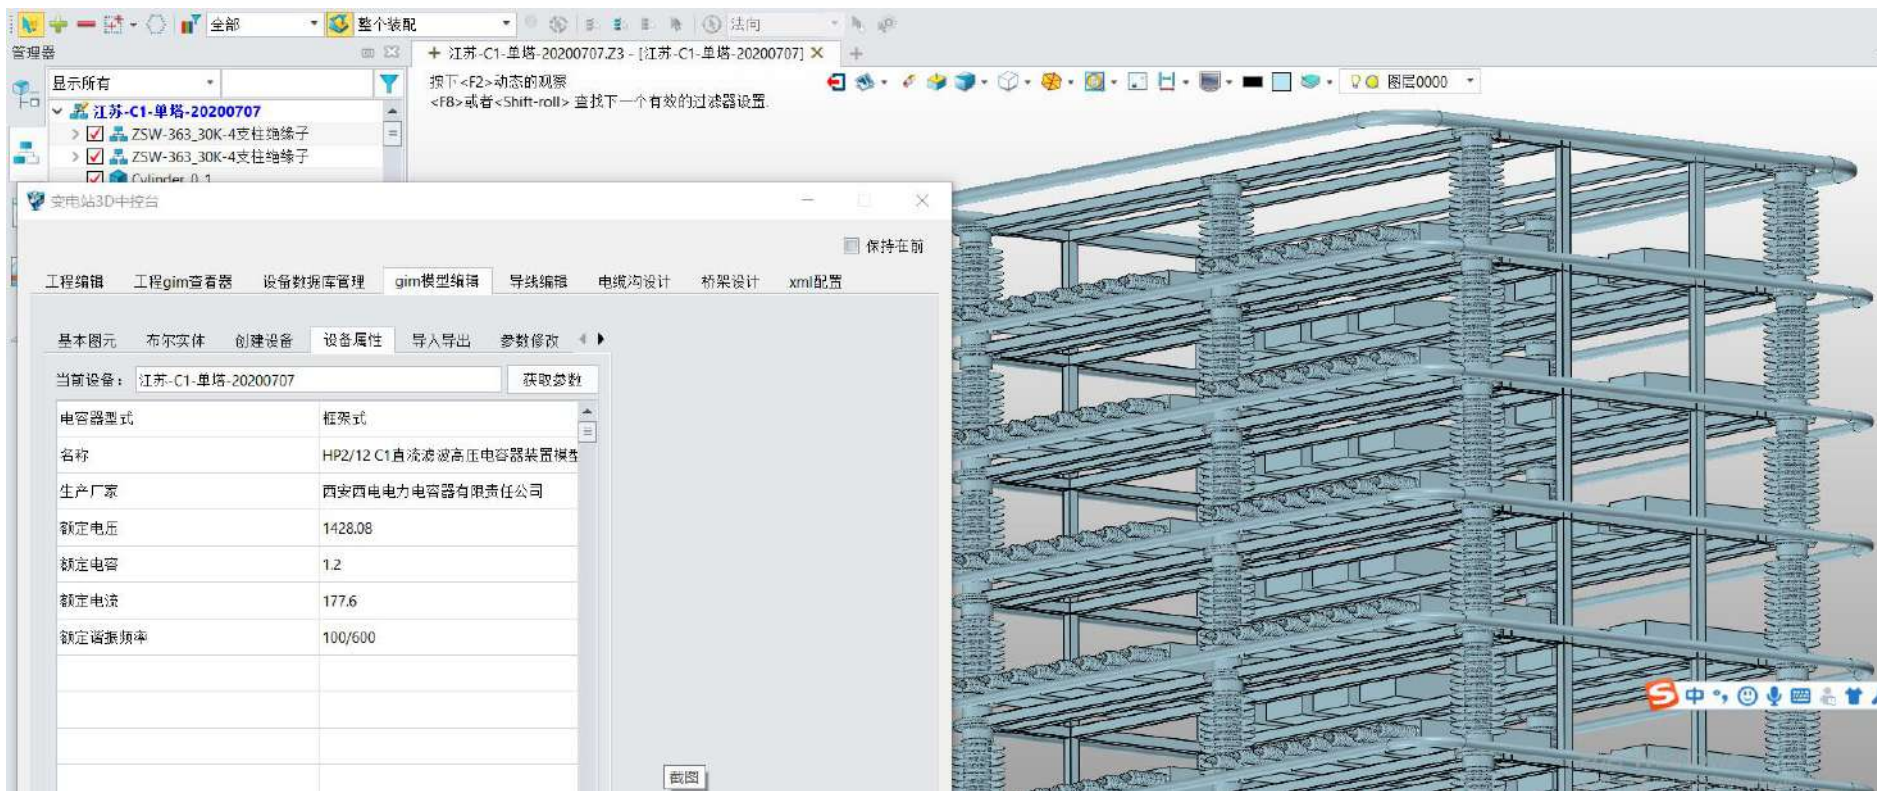 全部
整个装配
法向
管理器
江苏-C1-单塔-20200707.Z3 - [江苏-C1-单塔-20200707]
显示所有
按下<F2>动态的观察
<F8>或者<Shift-roll> 查找下一个有效的过滤器设置.
图层0000
江苏-C1-单塔-20200707
ZSW-363_30K-4支柱绝缘子
ZSW-363_30K-4支柱绝缘子
Cylinder_0_1
变电站3D中控台
保持在前
工程编辑 工程gim查看器 设备数据库管理 gim模型编辑 导线编辑 电缆沟设计 桥架设计 xml配置
基本图元 布尔实体 创建设备 设备属性 导入导出 参数修改
当前设备: 江苏-C1-单塔-20200707 获取参数
电容器型式 框架式
名称 HP2/12 C1直流滤波高压电容器装置模型
生产厂家 西安西电电力电容器有限责任公司
额定电压 1428.08
额定电容 1.2
额定电流 177.6
额定谐振频率 100/600
中
截图